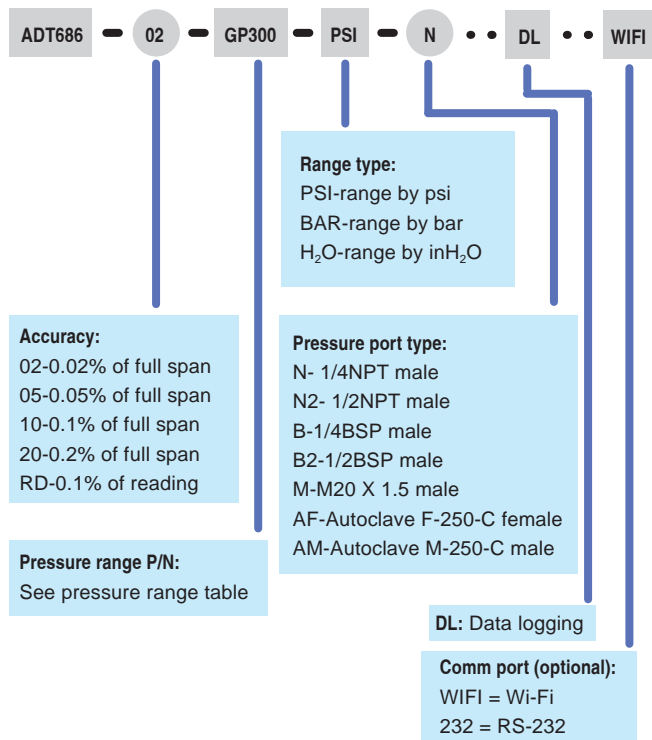 ADT686 – 02 – GP300 – PSI – N · · DL · · WIFI
Range type:
PSI-range by psi
BAR-range by bar
H₂O-range by inH₂O
Accuracy:
02-0.02% of full span
05-0.05% of full span
10-0.1% of full span
20-0.2% of full span
RD-0.1% of reading
Pressure port type:
N- 1/4NPT male
N2- 1/2NPT male
B-1/4BSP male
B2-1/2BSP male
M-M20 X 1.5 male
AF-Autoclave F-250-C female
AM-Autoclave M-250-C male
Pressure range P/N:
See pressure range table
DL: Data logging
Comm port (optional):
WIFI = Wi-Fi
232 = RS-232